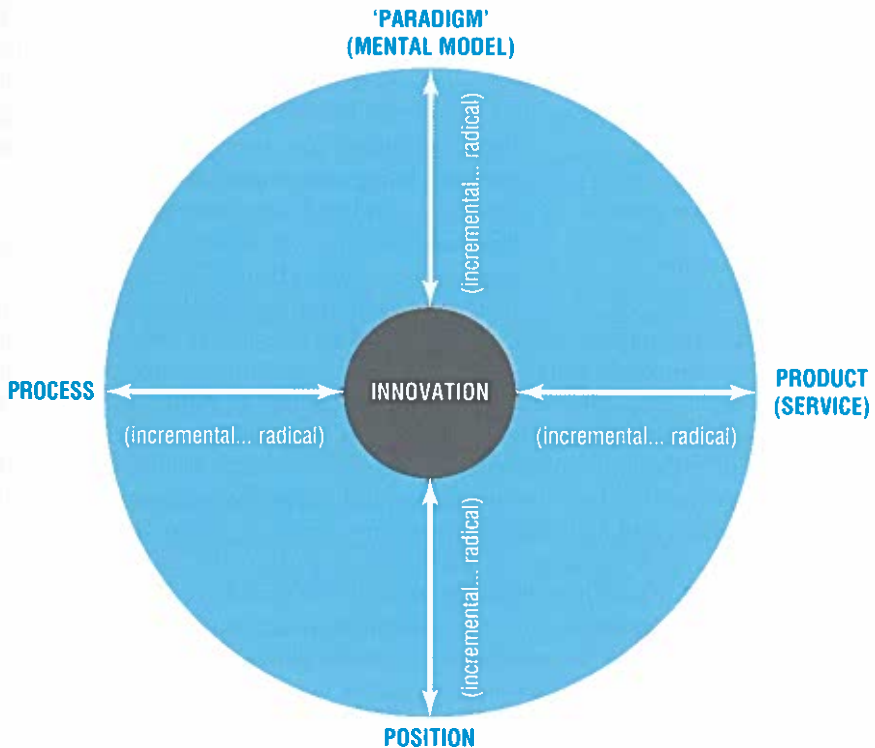 'PARADIGM'
(MENTAL MODEL)
(incremental... radical)
PROCESS
INNOVATION
PRODUCT
(SERVICE)
(incremental... radical)
(incremental... radical)
(incremental... radical)
POSITION